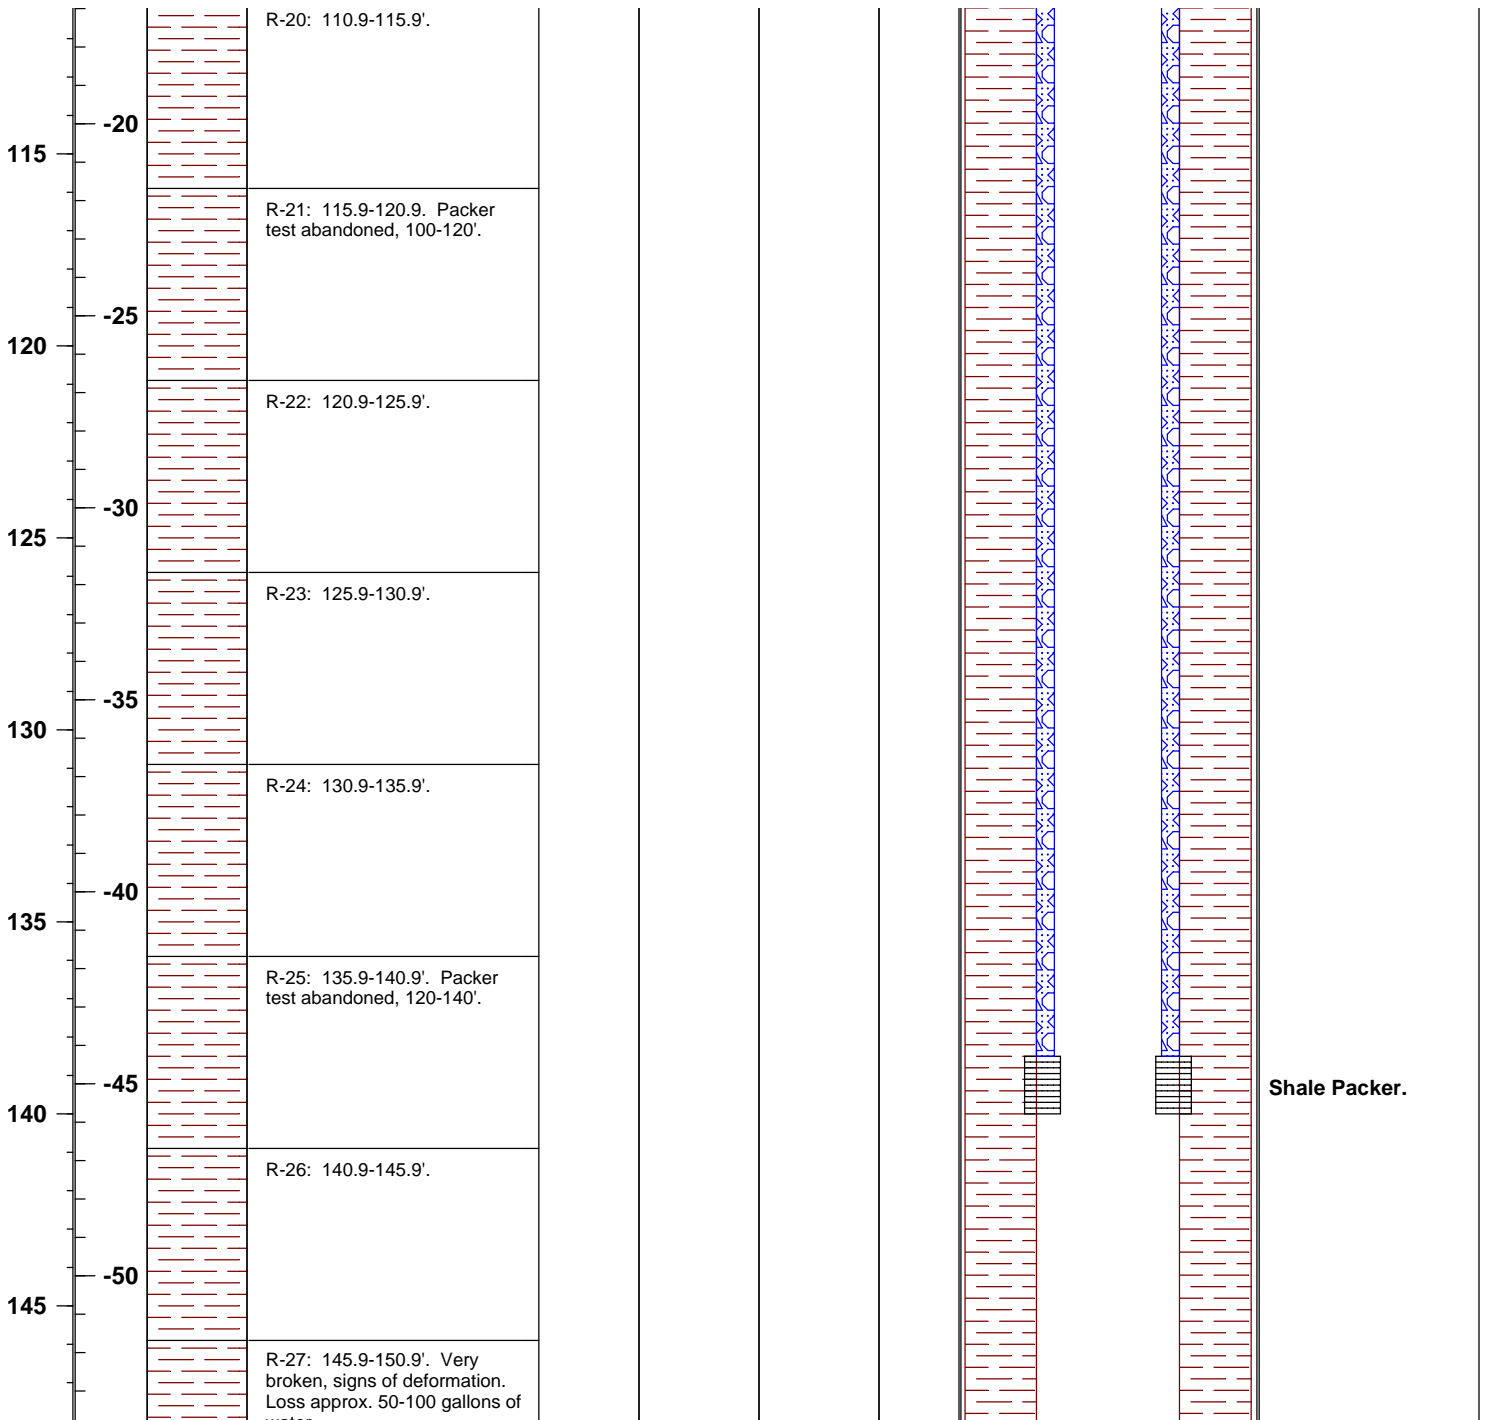 R-20: 110.9-115.9'.
-20
115
R-21: 115.9-120.9. Packer
test abandoned, 100-120'.
-25
120
R-22: 120.9-125.9'.
-30
125
R-23: 125.9-130.9'.
-35
130
R-24: 130.9-135.9'.
-40
135
R-25: 135.9-140.9'. Packer
test abandoned, 120-140'.
-45
Shale Packer.
140
R-26: 140.9-145.9'.
-50
145
R-27: 145.9-150.9'. Very
broken, signs of deformation.
Loss approx. 50-100 gallons of